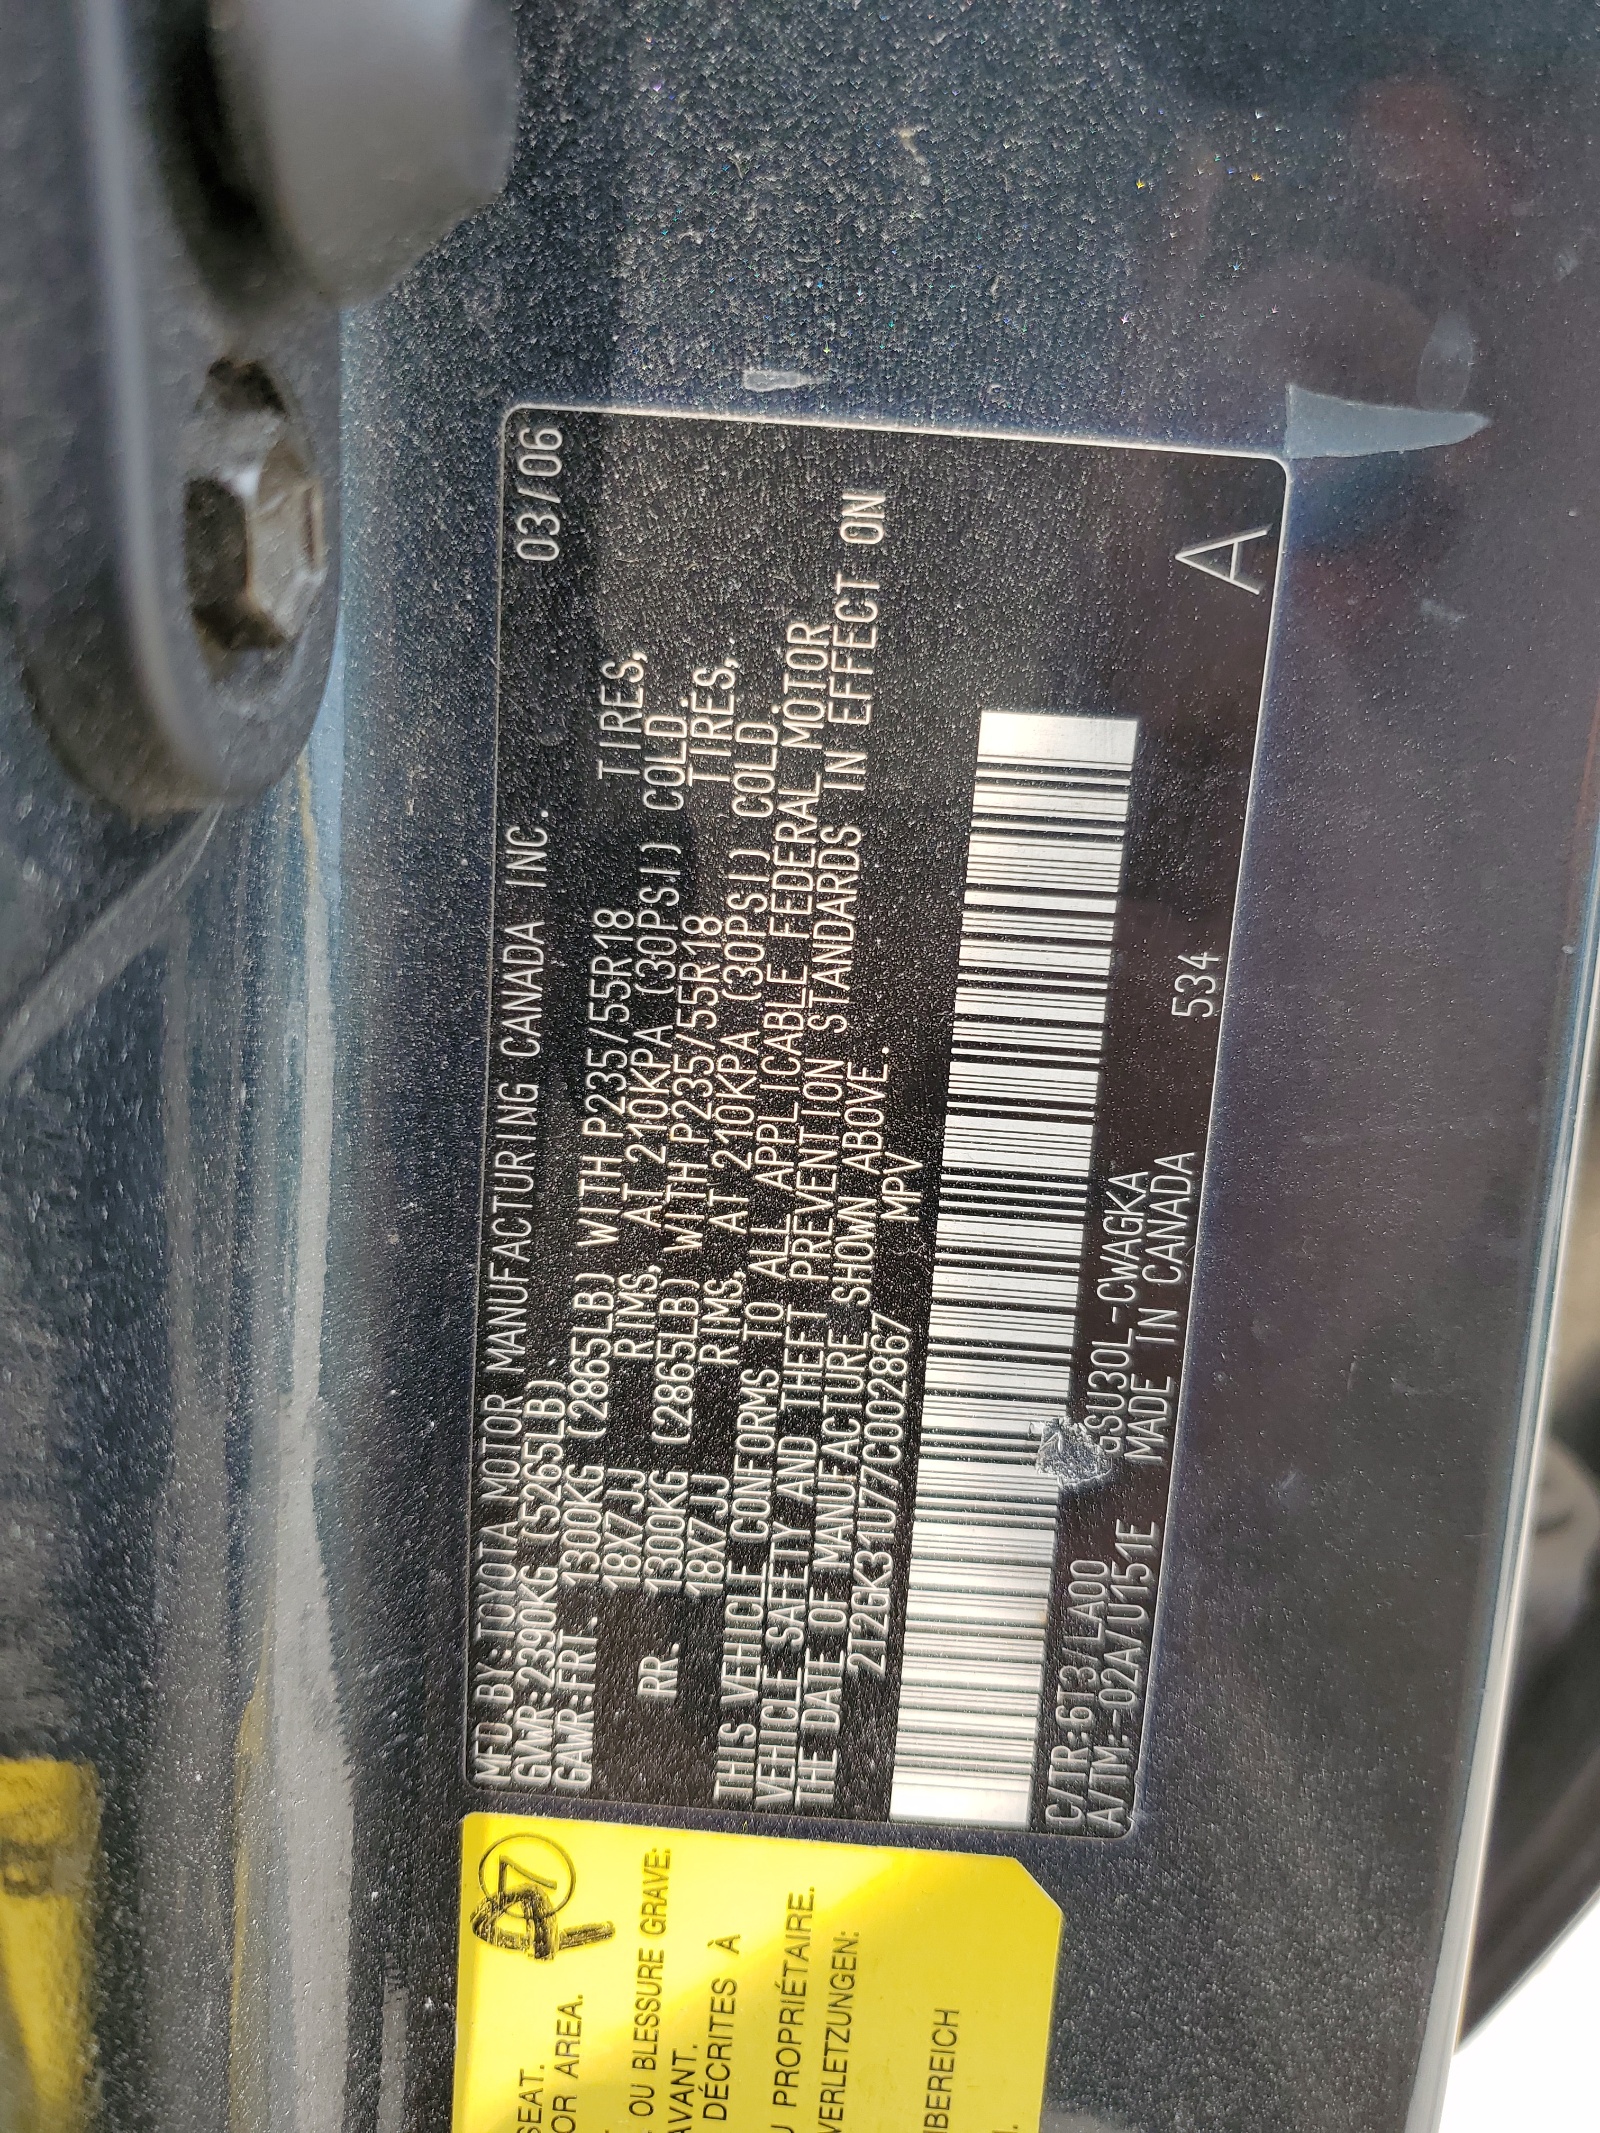 MFD.BY:TOYOTA MOTOR MANUFACTURING CANADA INC. 03/06
GVWR:2390KG (5265LB)
GAWR:FRT. 1300KG (2865LB) WITH P235/55R18 TIRES,
18X7JJ RIMS, AT 210KPA (30PSI) COLD.
RR. 1300KG (2865LB) WITH P235/55R18 TIRES,
18X7JJ RIMS, AT 210KPA (30PSI) COLD.
THIS VEHICLE CONFORMS TO ALL APPLICABLE FEDERAL MOTOR
VEHICLE SAFETY AND THEFT PREVENTION STANDARDS IN EFFECT ON
THE DATE OF MANUFACTURE SHOWN ABOVE.
2T2GK31U77C002867 MPV
C/TR:6T3/LA00 GSU30L-CWAGKA
A/TM:-02A/U151E MADE IN CANADA 534
A
7
SEAT.
OR AREA.
OU BLESSURE GRAVE:
AVANT.
DÉCRITES À
PROPRIÉTAIRE.
VERLETZUNGEN:
BEREICH